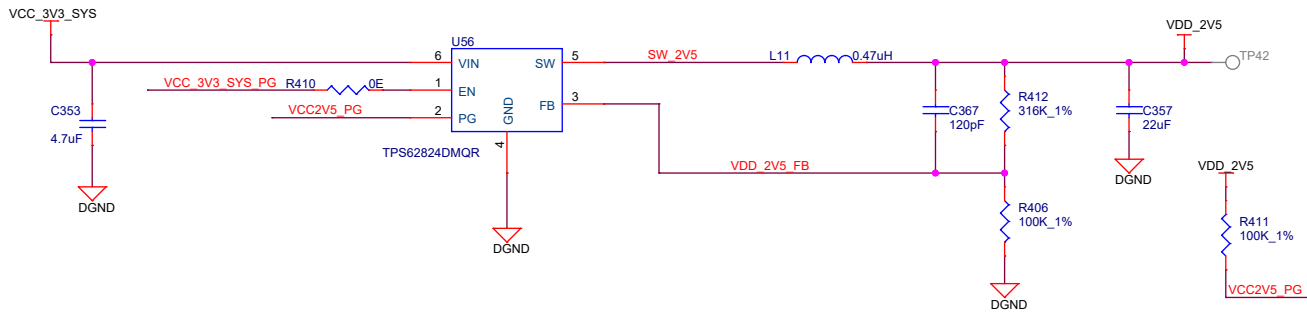 VCC_3V3_SYS
VDD_2V5
U56
6
VIN
SW
5
SW_2V5
L11
0.47uH
TP42
VCC_3V3_SYS_PG
R410
0E
1
EN
FB
3
C353
4.7uF
VCC2V5_PG
2
PG
GND
4
C367
120pF
R412
316K_1%
C357
22uF
TPS62824DMQR
VDD_2V5_FB
DGND
VDD_2V5
DGND
R406
100K_1%
R411
100K_1%
DGND
DGND
VCC2V5_PG